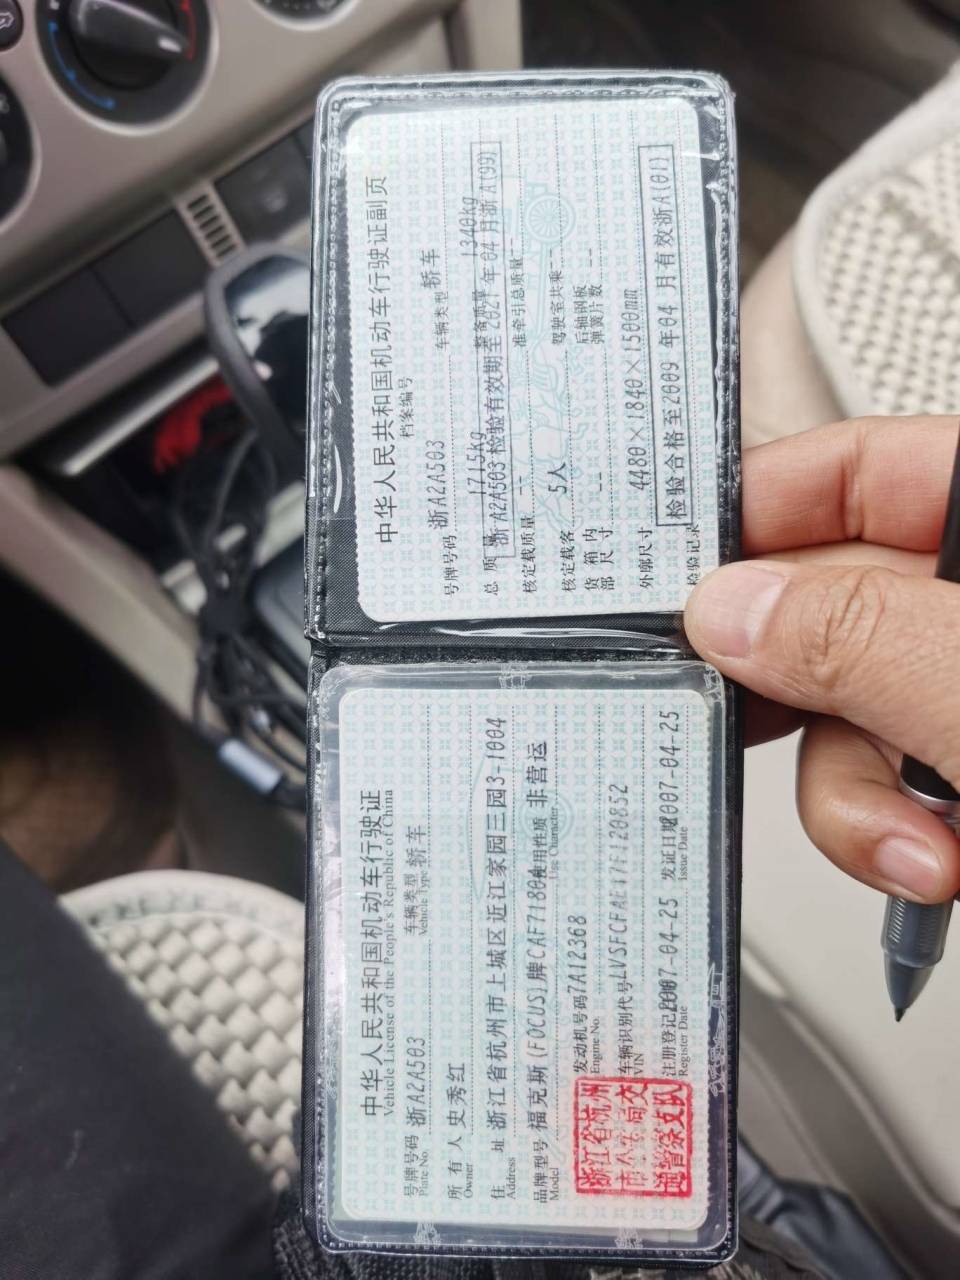 中华人民共和国机动车行驶证
Vehicle License of the People's Republic of China
号牌号码 浙A2A503 车辆类型 轿车
Plate No. Vehicle Type
所有人 史秀红
Owner
住址 浙江省杭州市上城区近江家园三园3-1004
Address
品牌型号 福克斯(FOCUS)牌CAF7180 使用性质 非营运
Model Use Character
发动机号码 7A12368
Engine No.
车辆识别代号
VIN
注册登记日期 2007-04-25 发证日期 2007-04-25
Register Date Issue Date
浙江省杭州
市公安局交
通警察支队
中华人民共和国机动车行驶证副页
档案编号
号牌号码 浙A2A503 车辆类型 轿车
总质量 1715kg 整备质量 1340kg
浙A2A503 检验有效期至2021年04月浙A(99)
核定载质量 -- 准牵引总质量 --
核定载客 5人 驾驶室共乘 --
货箱内部尺寸 -- 后轴钢板弹簧片数 --
外廓尺寸 4480×1840×1500mm
检验记录 检验合格至2009年04月有效浙A(01)